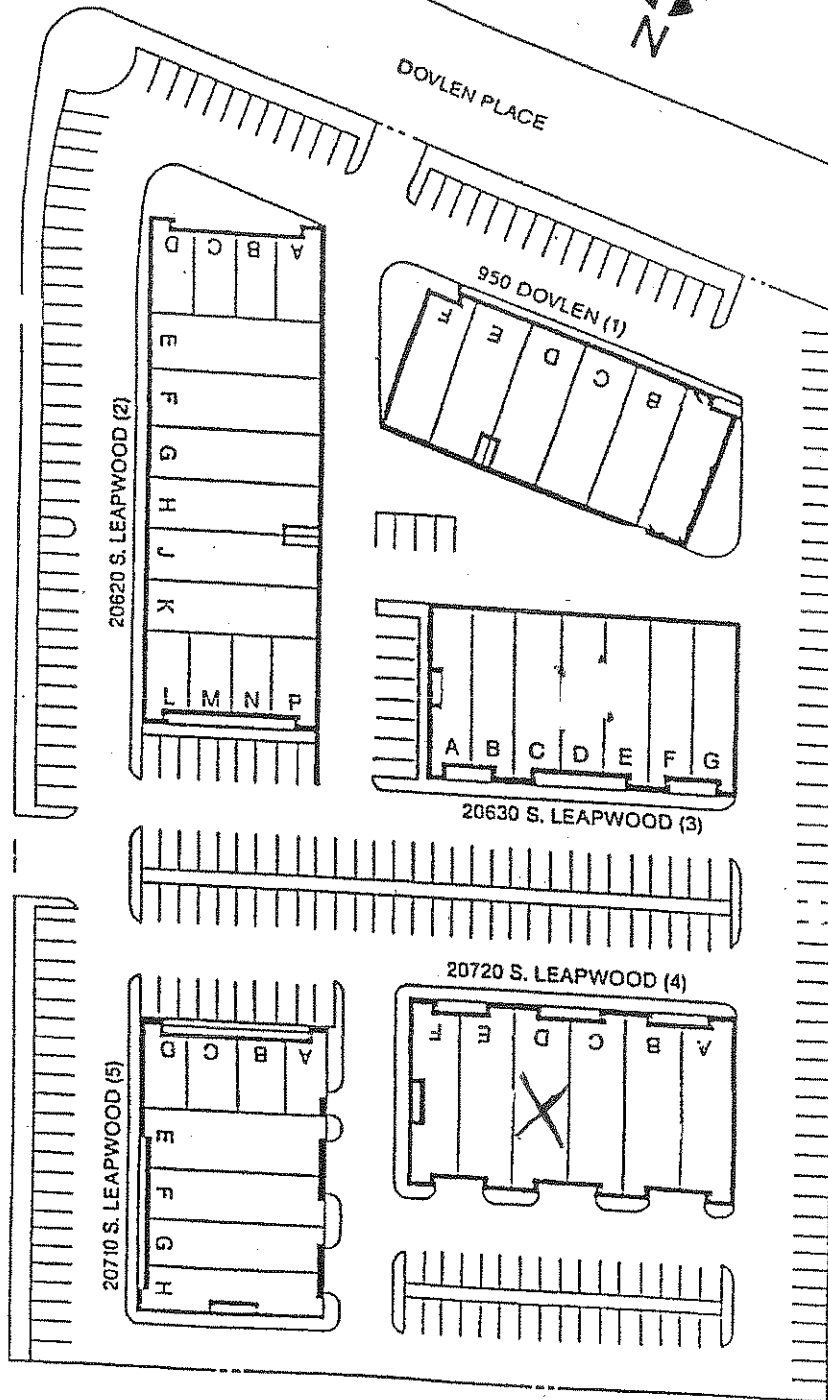 N
DOVLEN PLACE
950 DOVLEN (1)
F E D C B
20620 S. LEAPWOOD (2)
D C B A
E
F
G
H
J
K
L M N P
A B C D E F G
20630 S. LEAPWOOD (3)
20720 S. LEAPWOOD (4)
F E D C B A
X
20710 S. LEAPWOOD (5)
D C B A
E
F
G
H